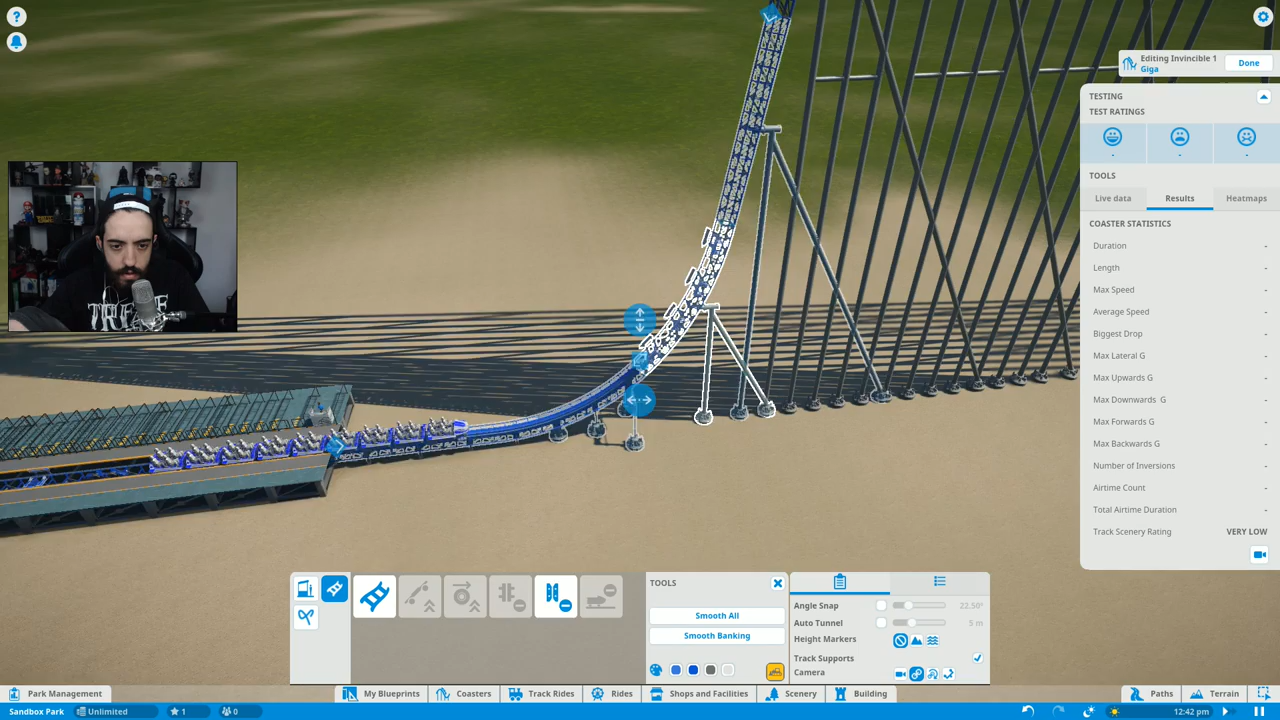 Editing Invincible 1
Giga
Done
TESTING
TEST RATINGS
-
-
-
TOOLS
Live data
Results
Heatmaps
COASTER STATISTICS
Duration -
Length -
Max Speed -
Average Speed -
Biggest Drop -
Max Lateral G -
Max Upwards G -
Max Downwards G -
Max Forwards G -
Max Backwards G -
Number of Inversions -
Airtime Count -
Total Airtime Duration -
Track Scenery Rating VERY LOW
TOOLS
Smooth All
Smooth Banking
Angle Snap 22.50°
Auto Tunnel 5 m
Height Markers
Track Supports
Camera
Park Management
My Blueprints
Coasters
Track Rides
Rides
Shops and Facilities
Scenery
Building
Paths
Terrain
Sandbox Park
Unlimited
1
0
12:42 pm